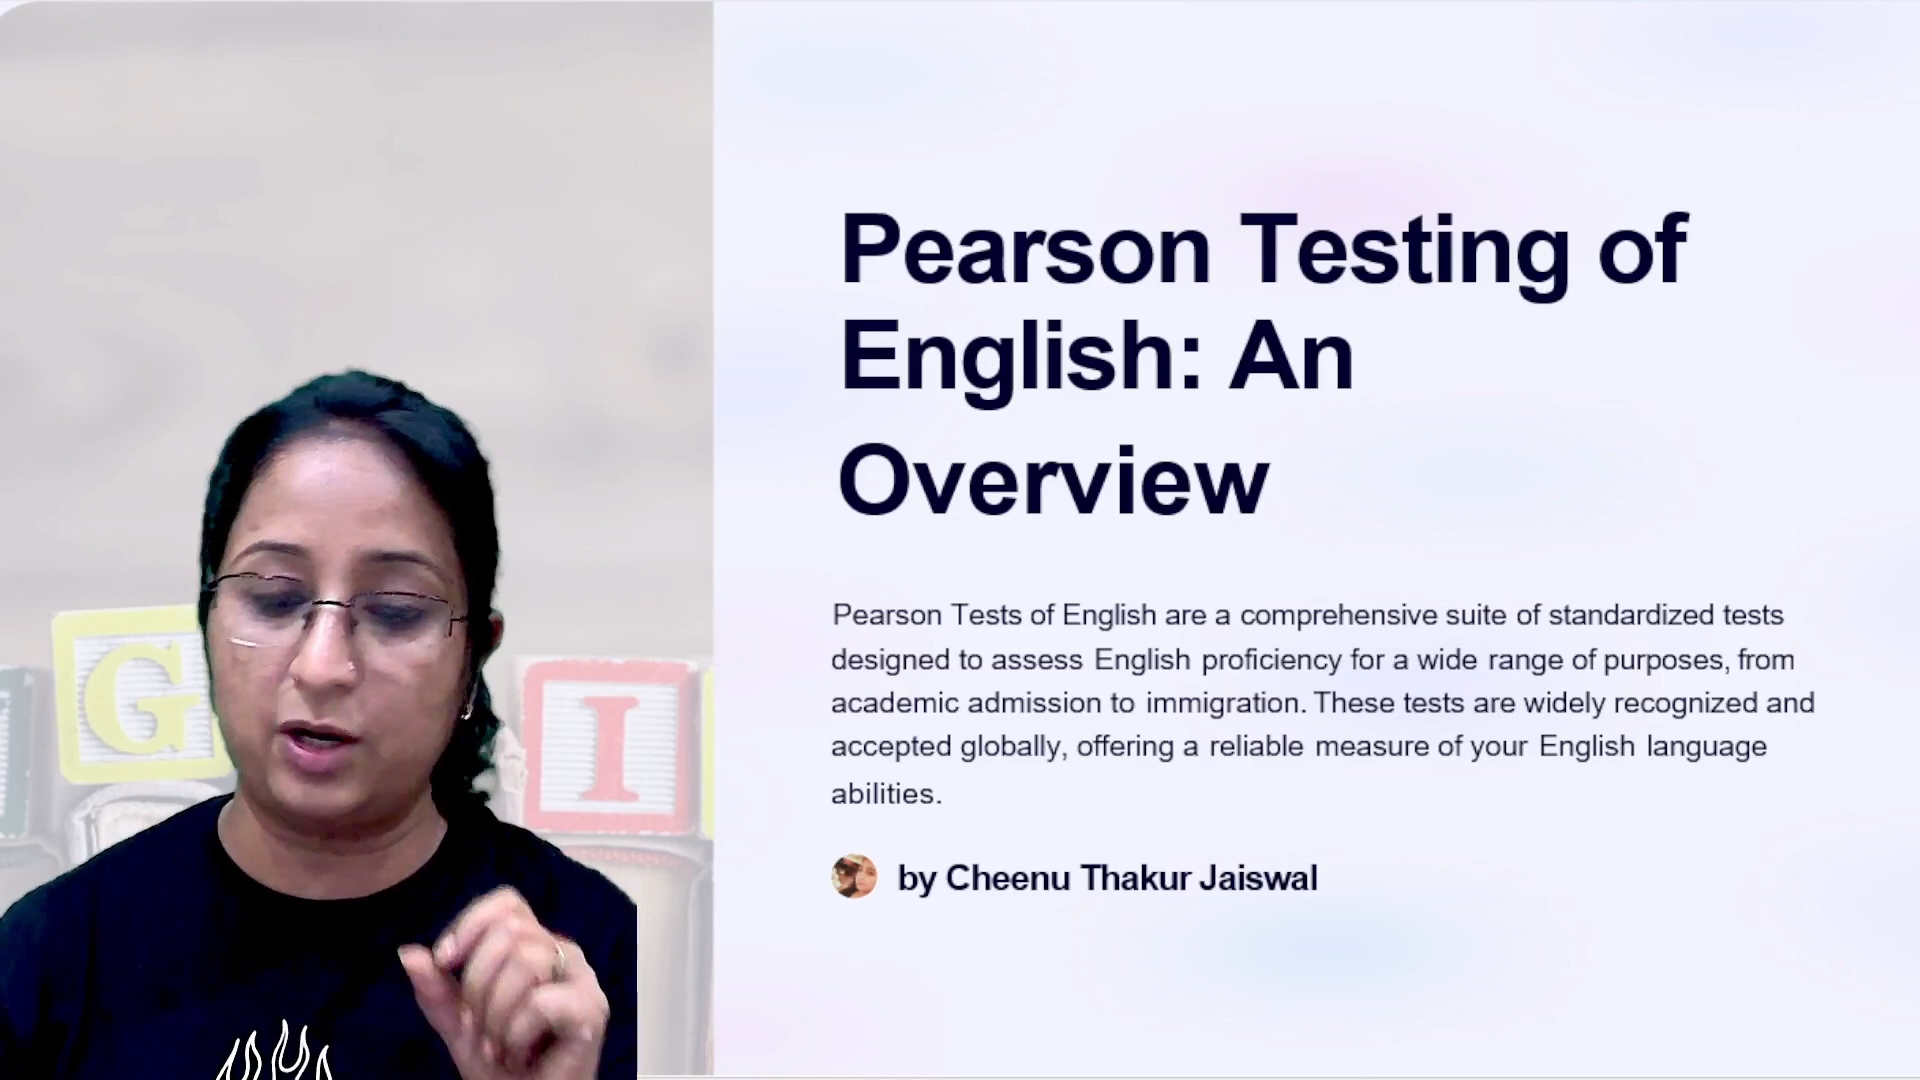 Pearson Testing of
English: An
Overview
Pearson Tests of English are a comprehensive suite of standardized tests
designed to assess English proficiency for a wide range of purposes, from
academic admission to immigration. These tests are widely recognized and
accepted globally, offering a reliable measure of your English language
abilities.
by Cheenu Thakur Jaiswal
G
I